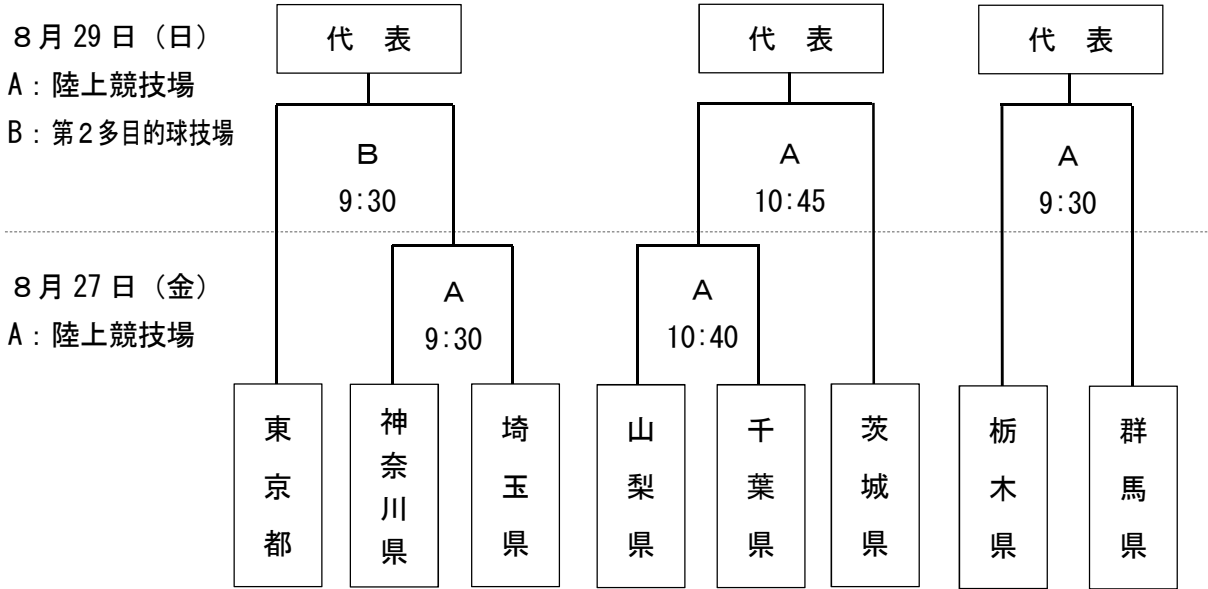 8月29日（日）
A：陸上競技場
B：第2多目的球技場
代　表
代　表
代　表
B
9:30
A
10:45
A
9:30
8月27日（金）
A：陸上競技場
A
9:30
A
10:40
東京都
神奈川県
埼玉県
山梨県
千葉県
茨城県
栃木県
群馬県